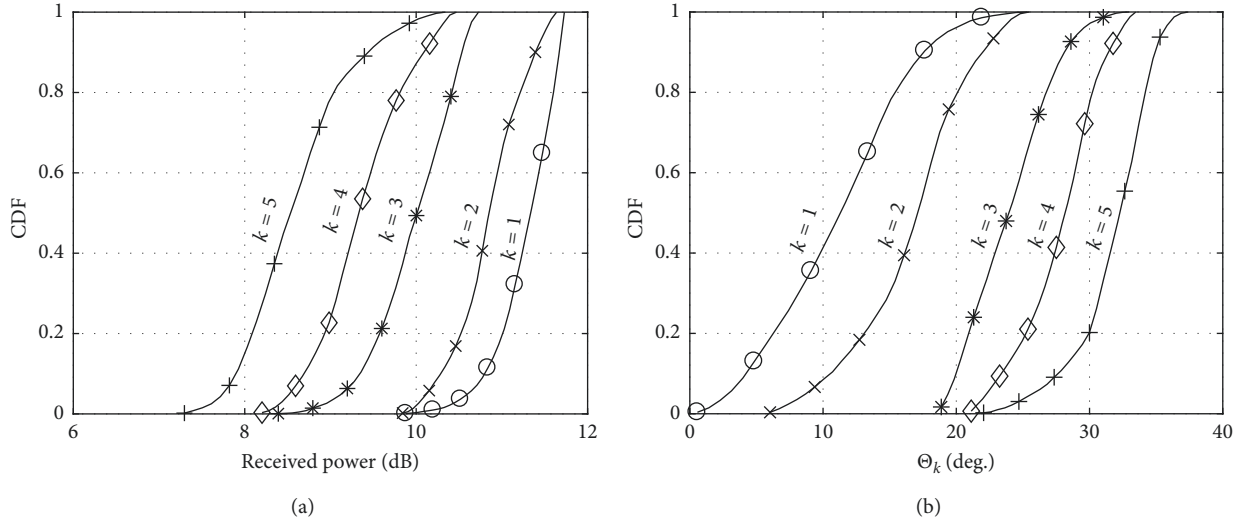 1
0.8
0.6
0.4
0.2
0
CDF
k = 5
k = 4
k = 3
k = 2
k = 1
6
8
10
12
Received power (dB)
(a)
1
0.8
0.6
0.4
0.2
0
CDF
k = 1
k = 2
k = 3
k = 4
k = 5
0
10
20
30
40
Θk (deg.)
(b)